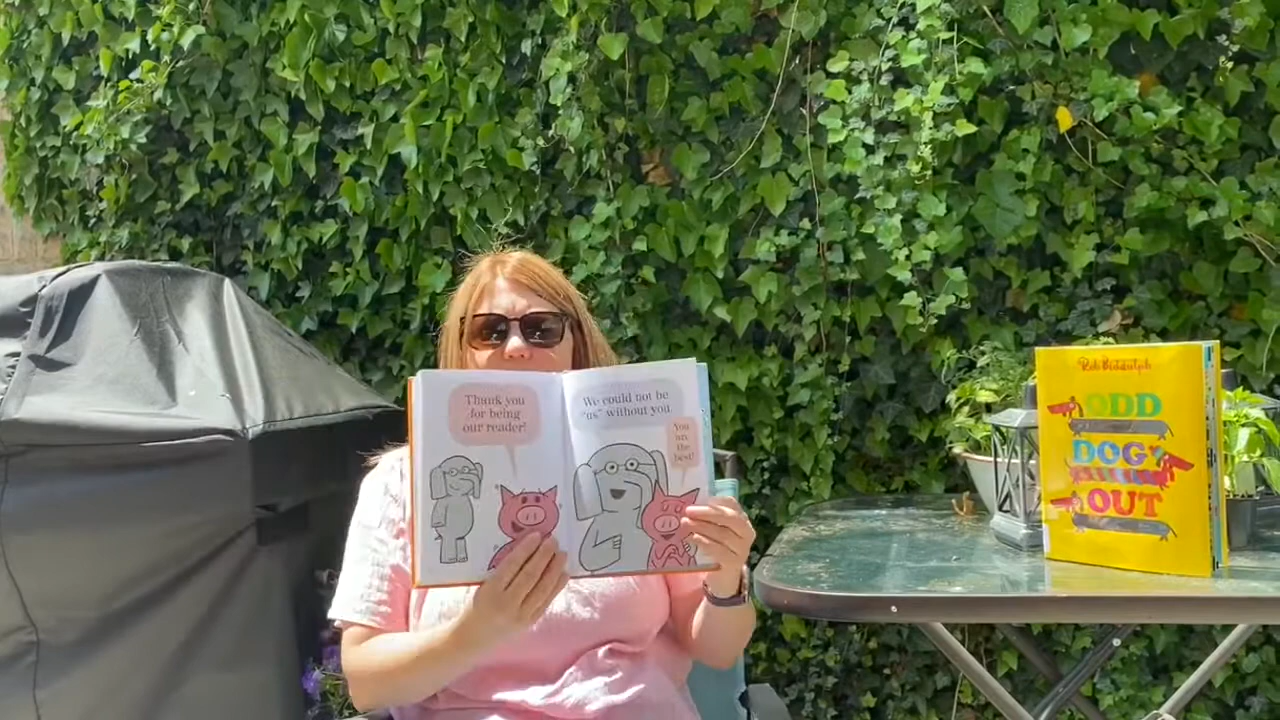 Thank you
for being
our reader!
We could not be
"us" without you.
You
are
the
best!
Rob Biddulph
ODD
DOG
OUT